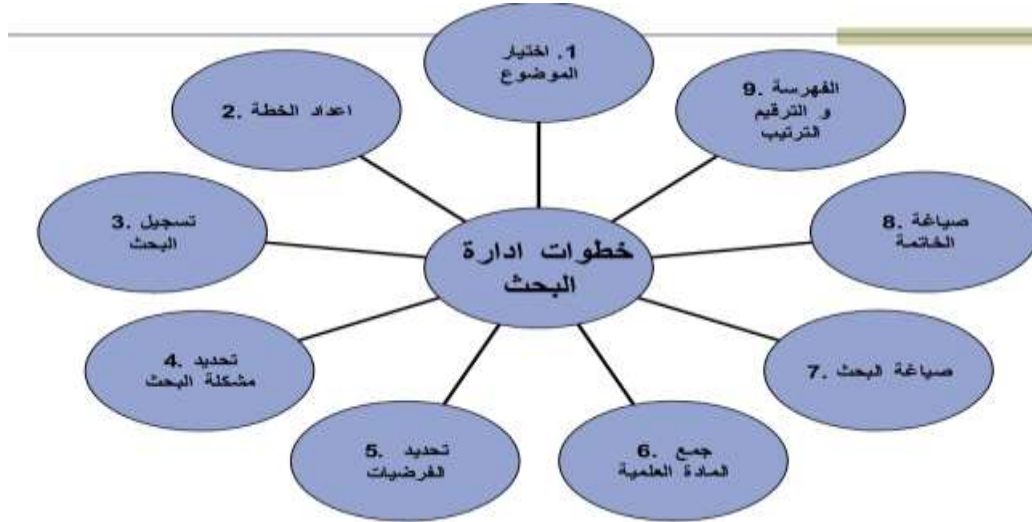 خطوات ادارة
البحث
1. اختيار
الموضوع
2. اعداد الخطة
3. تسجيل
البحث
4. تحديد
مشكلة البحث
5. تحديد
الفرضيات
6. جمع
المادة العلمية
7. صياغة البحث
8. صياغة
الخاتمة
9. الفهرسة
و الترقيم
الترتيب